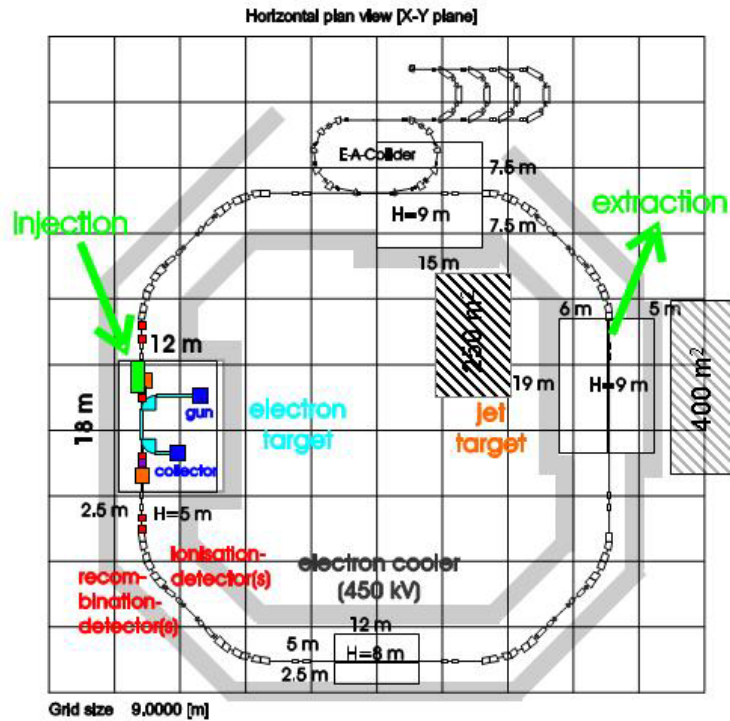 Horizontal plan view [X-Y plane]
E-A-Collider
7.5 m
injection
H=9 m
7.5 m
extraction
15 m
6 m
5 m
12 m
250 m²
400 m²
18 m
gun
electron
target
jet
target
19 m
H=9 m
collector
2.5 m
H=5 m
ionisation-
detector(s)
recom-
bination-
detector(s)
electron cooler
(450 kV)
12 m
5 m
H=8 m
2.5 m
Grid size 9.0000 [m]